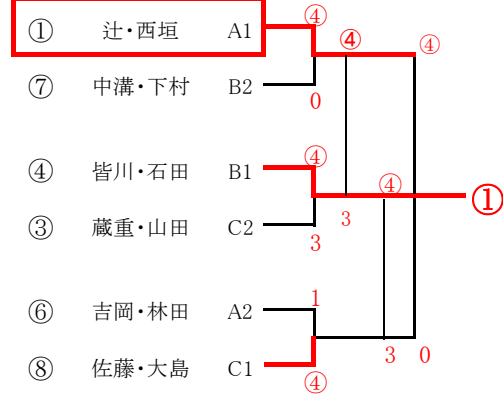 ① 辻・西垣 A1 ④ ④ ④
⑦ 中溝・下村 B2 0
④ 皆川・石田 B1 ④ ④ ①
③ 蔵重・山田 C2 3 3
⑥ 吉岡・林田 A2 1
⑧ 佐藤・大島 C1 ④ 3 0